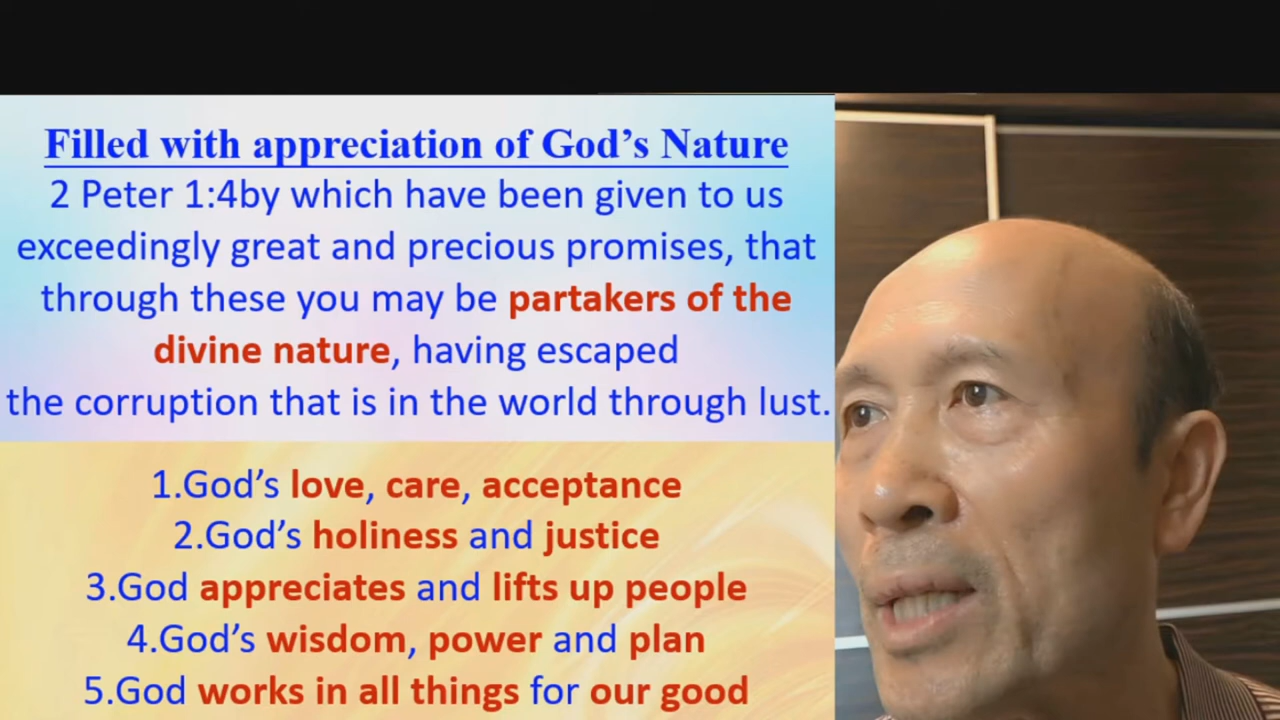 Filled with appreciation of God’s Nature
2 Peter 1:4by which have been given to us
exceedingly great and precious promises, that
through these you may be partakers of the
divine nature, having escaped
the corruption that is in the world through lust.
1.God’s love, care, acceptance
2.God’s holiness and justice
3.God appreciates and lifts up people
4.God’s wisdom, power and plan
5.God works in all things for our good